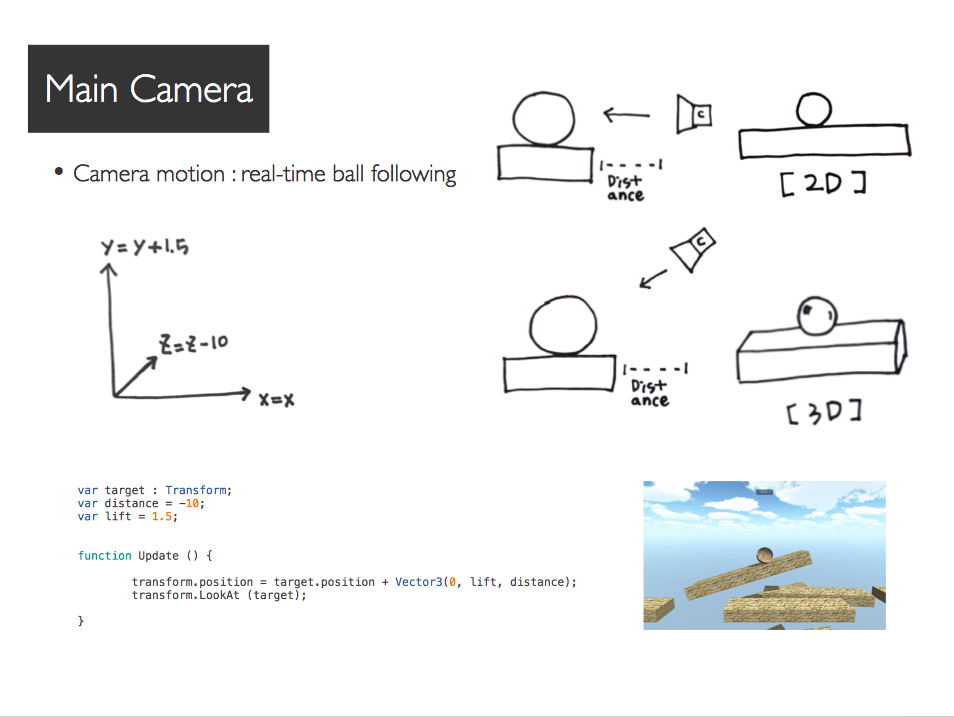 Main Camera
• Camera motion : real-time ball following
Y=Y+1.5
Z=Z-10
X=X
C
Dist
ance
[2D]
C
Dist
ance
[3D]
var target : Transform;
var distance = -10;
var lift = 1.5;
function Update () {
transform.position = target.position + Vector3(0, lift, distance);
transform.LookAt (target);
}